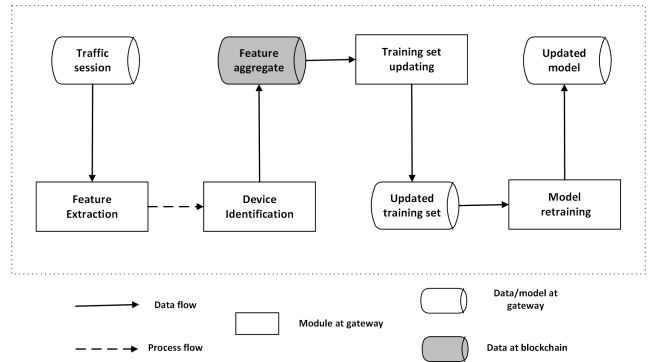 Traffic
session
Feature
aggregate
Training set
updating
Updated
model
Feature
Extraction
Device
Identification
Updated
training set
Model
retraining
Data flow
Process flow
Module at gateway
Data/model at
gateway
Data at blockchain